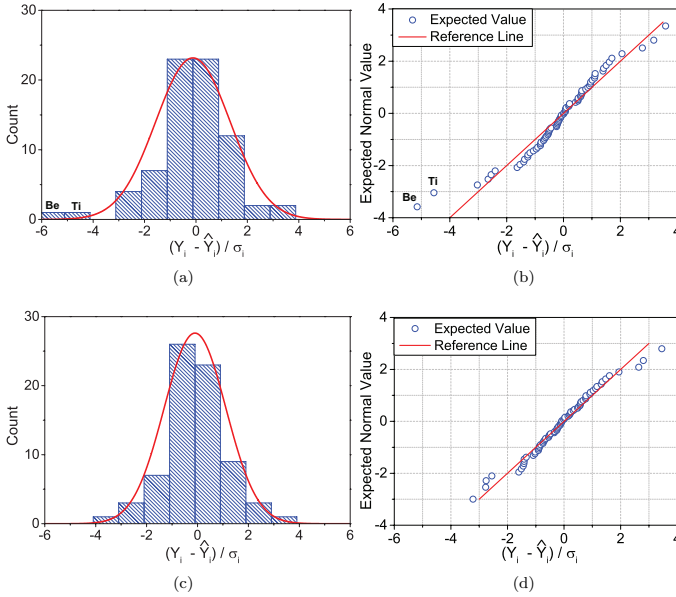 30
20
10
0
Count
Be Ti
-6 -4 -2 0 2 4 6
(Y_i - Ŷ_i) / σ_i
(a)
4
2
0
-2
-4
Expected Normal Value
Expected Value
Reference Line
Ti
Be
-6 -4 -2 0 2 4
(Y_i - Ŷ_i) / σ_i
(b)
30
20
10
0
Count
-6 -4 -2 0 2 4 6
(Y_i - Ŷ_i) / σ_i
(c)
4
2
0
-2
-4
Expected Normal Value
Expected Value
Reference Line
-6 -4 -2 0 2 4
(Y_i - Ŷ_i) / σ_i
(d)